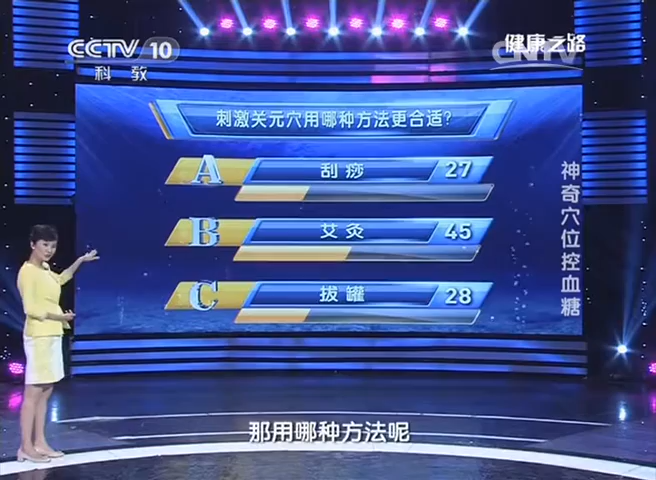 CCTV 10
科教
健康之路
CNTV
刺激关元穴用哪种方法更合适?
A 刮痧 27
B 艾灸 45
C 拔罐 28
神奇穴位控血糖
那用哪种方法呢